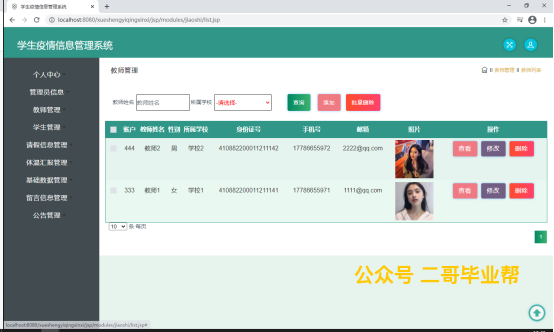 学生疫情信息管理系统
localhost:8080/xueshengyiqingxinxi/jsp/modules/jiaoshi/list.jsp
学生疫情信息管理系统
个人中心
管理员信息
教师管理
学生管理
请假信息管理
体温汇报管理
基础数据管理
留言信息管理
公告管理
教师管理
教师管理 教师列表
教师姓名 教师姓名 所属学校 -请选择- 查询 添加 批量删除
账户 教师姓名 性别 所属学校 身份证号 手机号 邮箱 照片 操作
444 教师2 男 学校2 410882200011211142 17786655972 2222@qq.com 查看 修改 删除
333 教师1 女 学校1 410882200011211141 17786655971 1111@qq.com 查看 修改 删除
10 条 每页
1
公众号 二哥毕业帮
localhost:8080/xueshengyiqingxinxi/jsp/modules/jiaoshi/list.jsp#